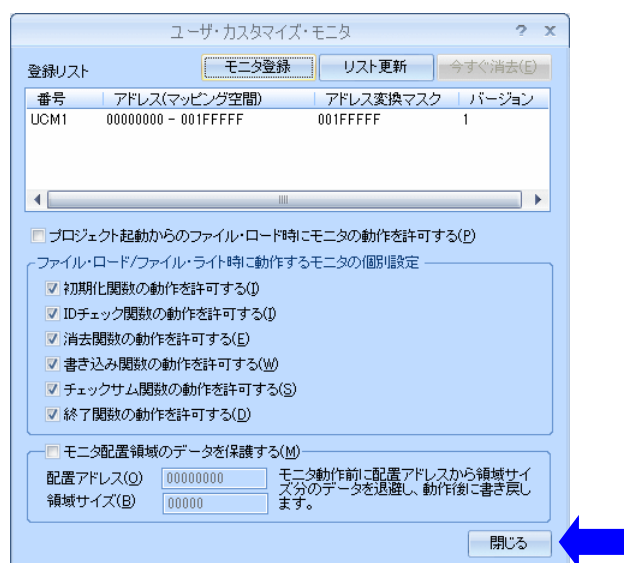 ユーザ・カスタマイズ・モニタ ? x
登録リスト モニタ登録 リスト更新 今すぐ消去(E)
番号 アドレス(マッピング空間) アドレス変換マスク バージョン
UCM1 00000000 - 001FFFFF 001FFFFF 1
プロジェクト起動からのファイル・ロード時にモニタの動作を許可する(P)
ファイル・ロード/ファイル・ライト時に動作するモニタの個別設定
初期化関数の動作を許可する(I)
IDチェック関数の動作を許可する(I)
消去関数の動作を許可する(E)
書き込み関数の動作を許可する(W)
チェックサム関数の動作を許可する(S)
終了関数の動作を許可する(D)
モニタ配置領域のデータを保護する(M)
配置アドレス(O) 00000000 モニタ動作前に配置アドレスから領域サイ
領域サイズ(B) 00000 ズ分のデータを退避し、動作後に書き戻し
ます。
閉じる